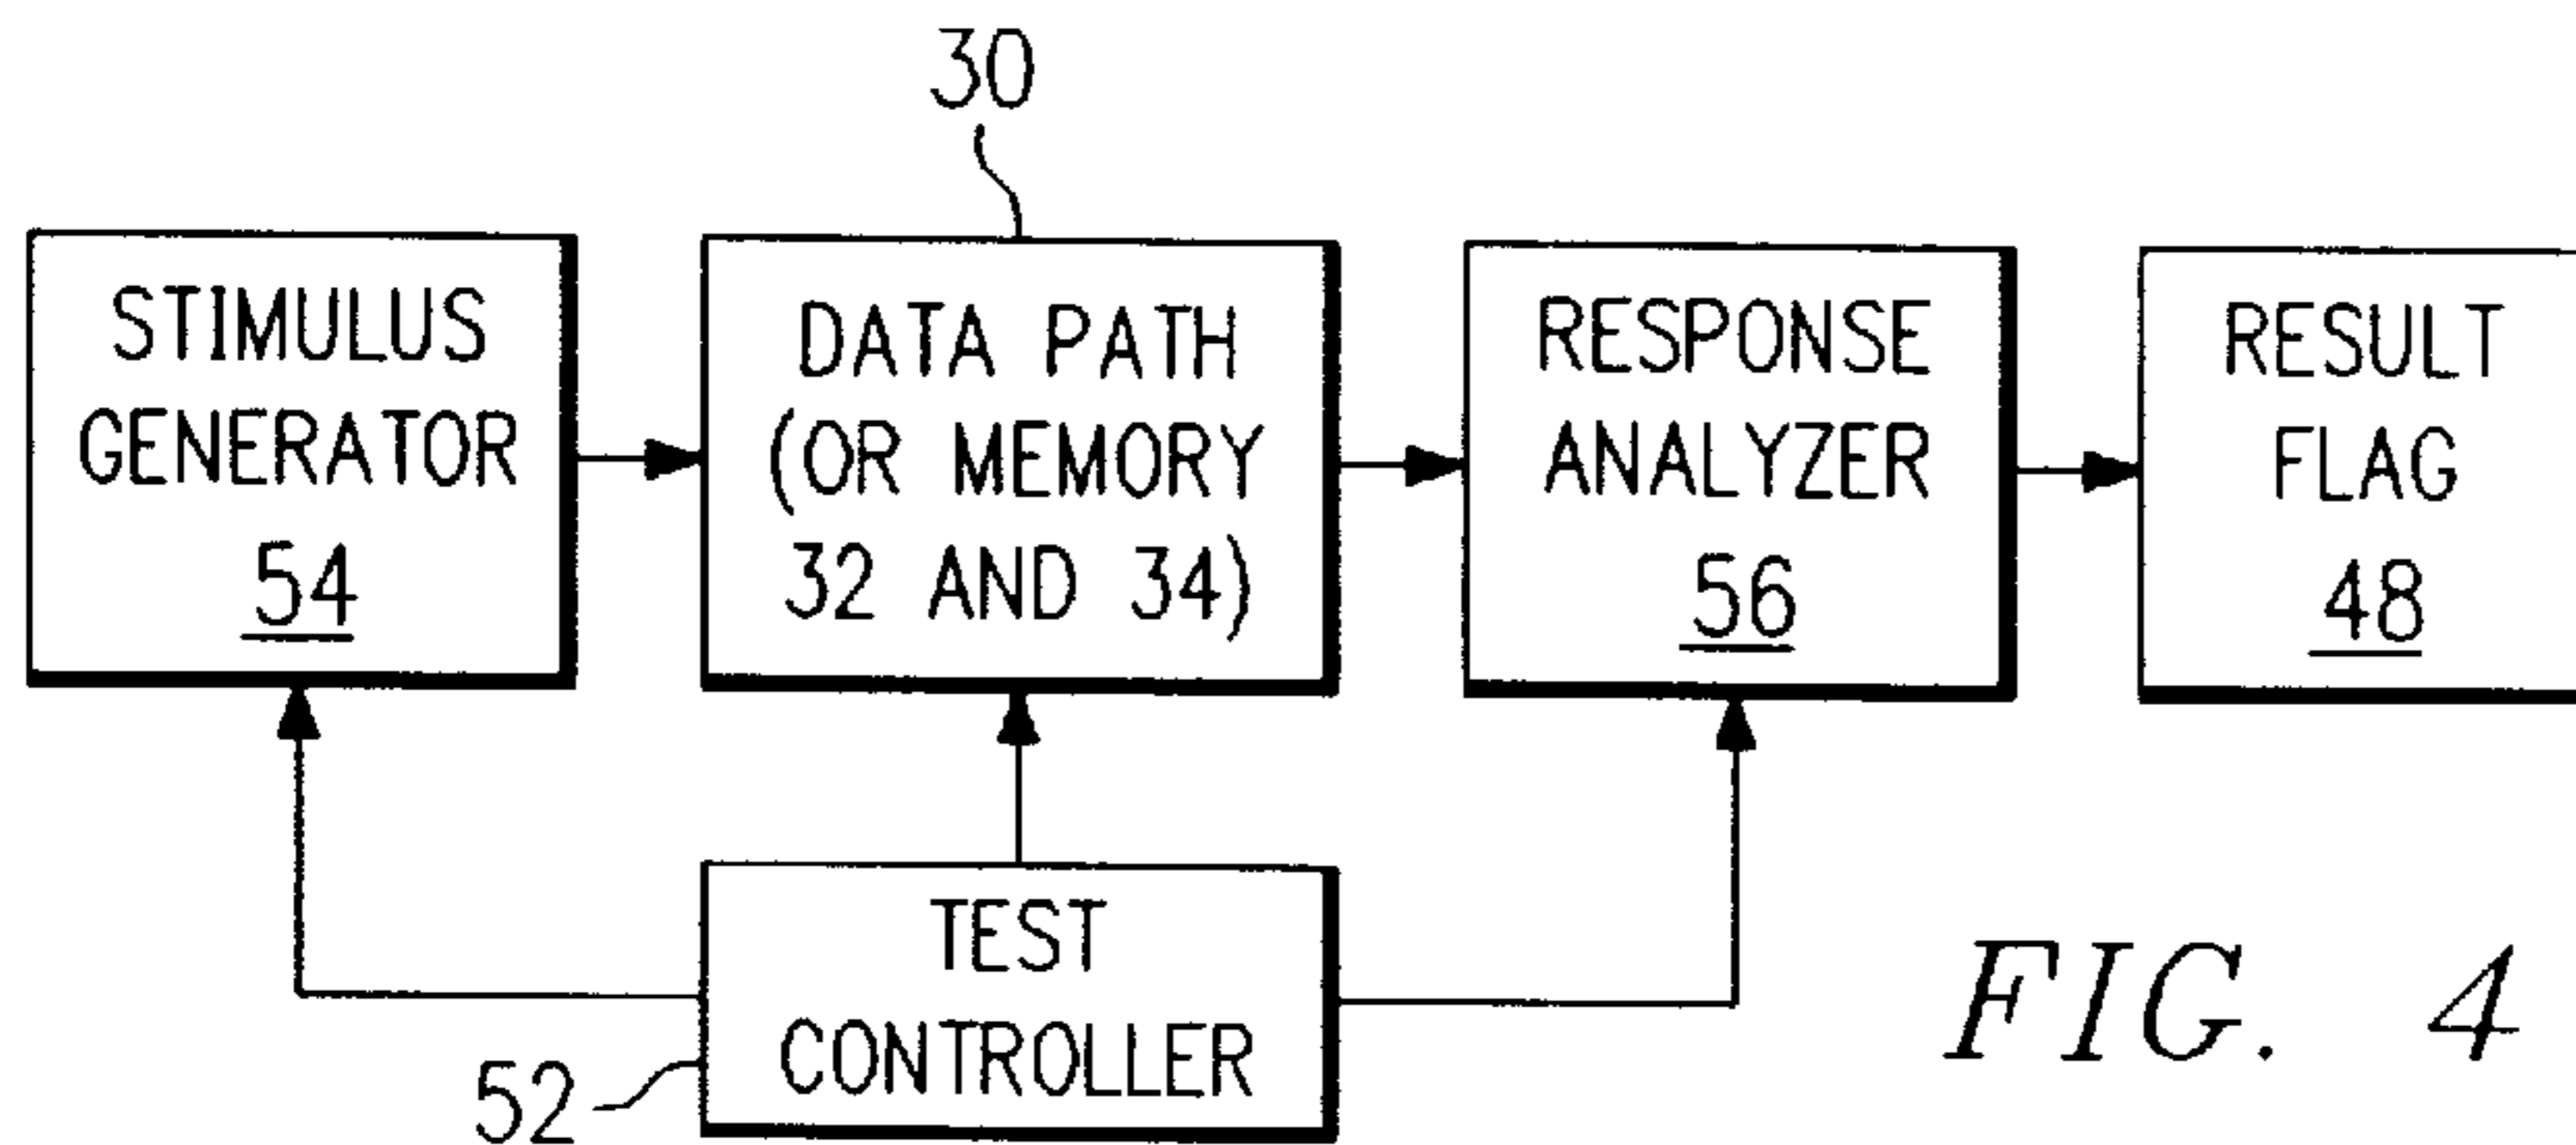 30
STIMULUS
GENERATOR
54
DATA PATH
(OR MEMORY
32 AND 34)
RESPONSE
ANALYZER
56
RESULT
FLAG
48
TEST
CONTROLLER
52
FIG. 4